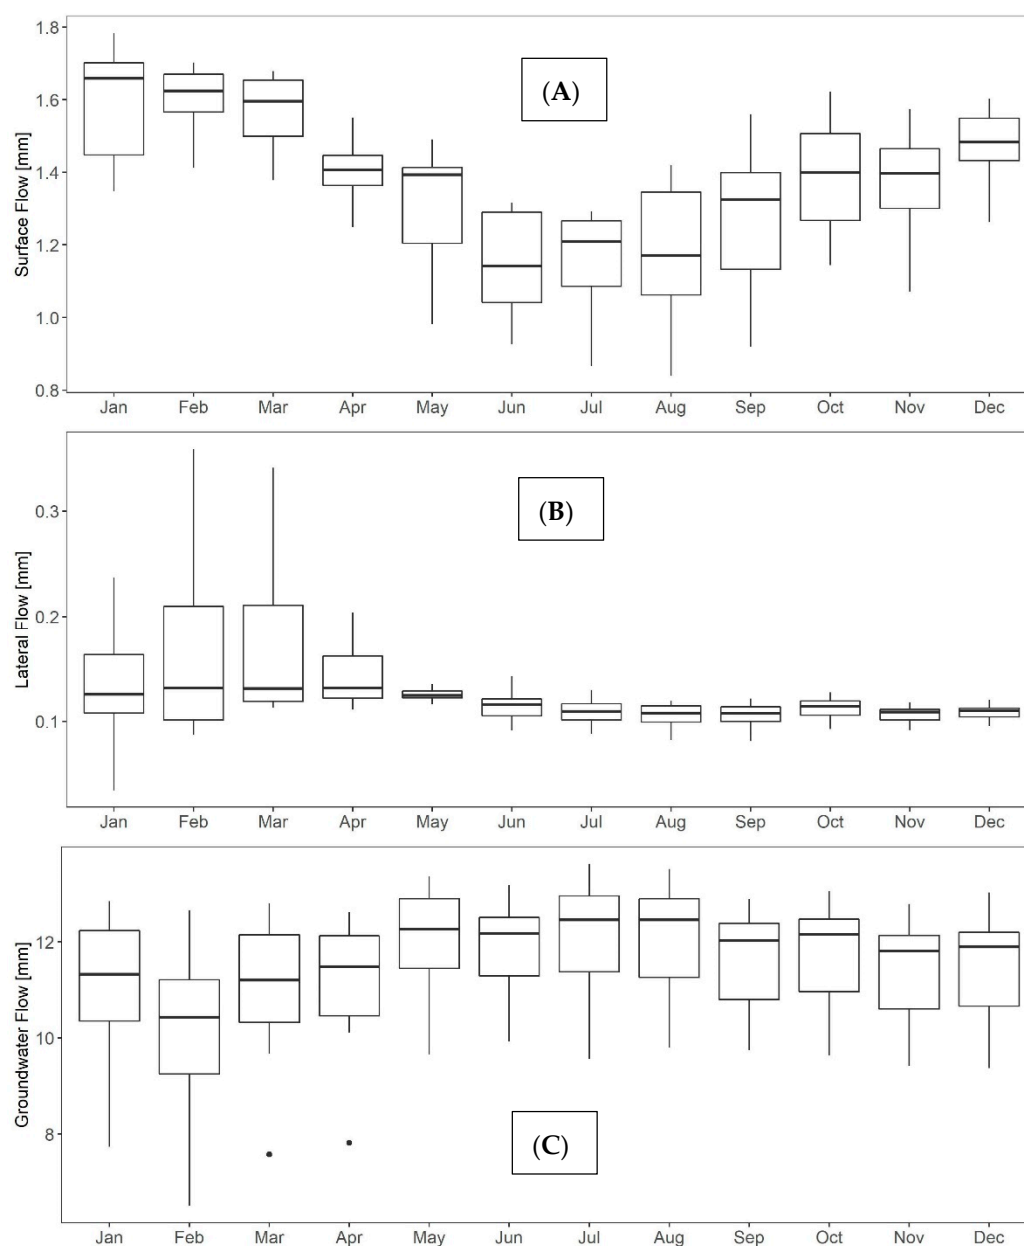 1.8
1.6
1.4
1.2
1.0
0.8
Surface Flow [mm]
(A)
Jan Feb Mar Apr May Jun Jul Aug Sep Oct Nov Dec
0.3
0.2
0.1
Lateral Flow [mm]
(B)
Jan Feb Mar Apr May Jun Jul Aug Sep Oct Nov Dec
12
10
8
Groundwater Flow [mm]
(C)
Jan Feb Mar Apr May Jun Jul Aug Sep Oct Nov Dec